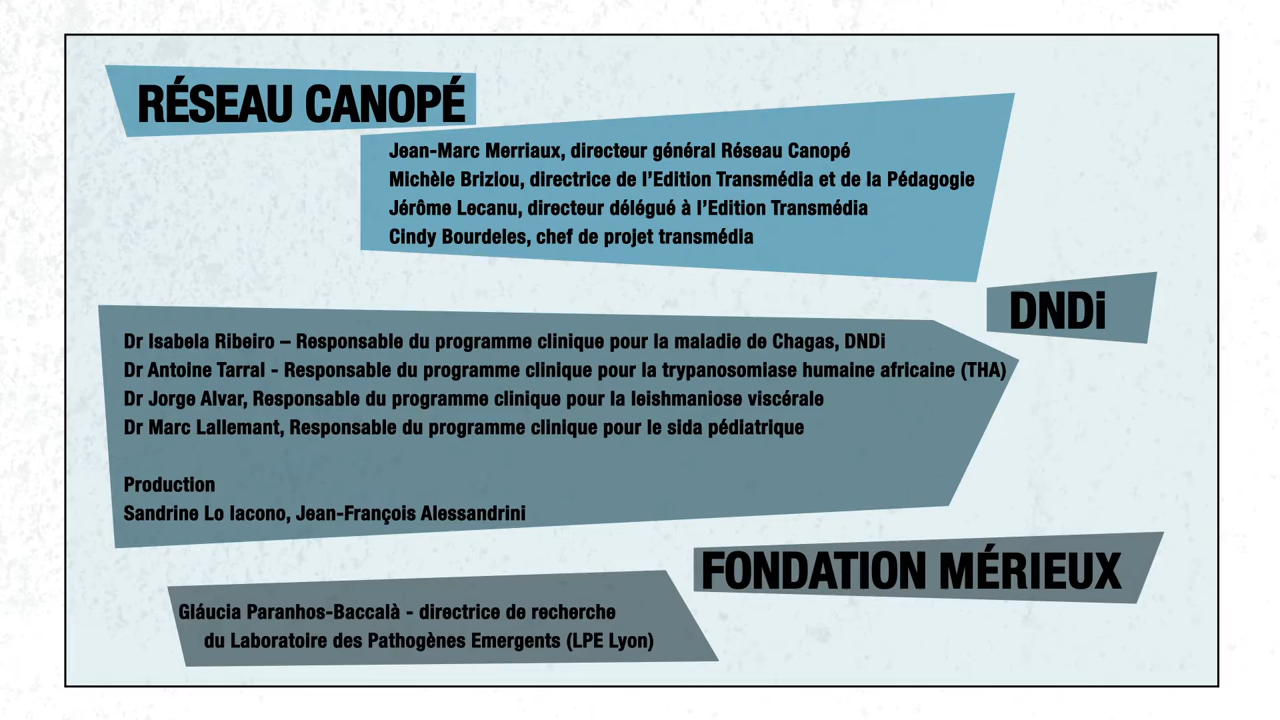 RÉSEAU CANOPÉ
Jean-Marc Merriaux, directeur général Réseau Canopé
Michèle Briziou, directrice de l'Edition Transmédia et de la Pédagogie
Jérôme Lecanu, directeur délégué à l'Edition Transmédia
Cindy Bourdeles, chef de projet transmédia
DNDi
Dr Isabela Ribeiro – Responsable du programme clinique pour la maladie de Chagas, DNDi
Dr Antoine Tarral - Responsable du programme clinique pour la trypanosomiase humaine africaine (THA)
Dr Jorge Alvar, Responsable du programme clinique pour la leishmaniose viscérale
Dr Marc Lallemant, Responsable du programme clinique pour le sida pédiatrique
Production
Sandrine Lo Iacono, Jean-François Alessandrini
FONDATION MÉRIEUX
Gláucia Paranhos-Baccalà - directrice de recherche
du Laboratoire des Pathogènes Emergents (LPE Lyon)